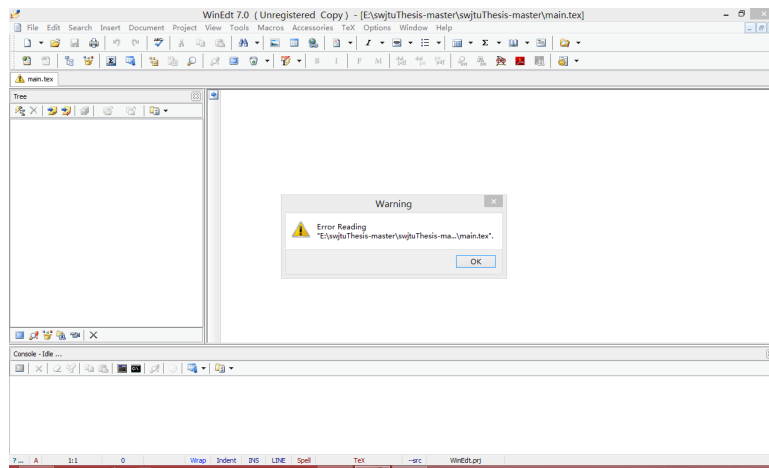 WinEdt 7.0 ( Unregistered Copy ) - [E:\swjtuThesis-master\swjtuThesis-master\main.tex]
File Edit Search Insert Document Project View Tools Macros Accessories TeX Options Window Help
B I F M
main.tex
Tree
Warning
Error Reading
"E:\swjtuThesis-master\swjtuThesis-ma...\main.tex".
OK
Console - Idle ...
?... A 1:1 0 Wrap Indent INS LINE Spell TeX --src WinEdt.prj